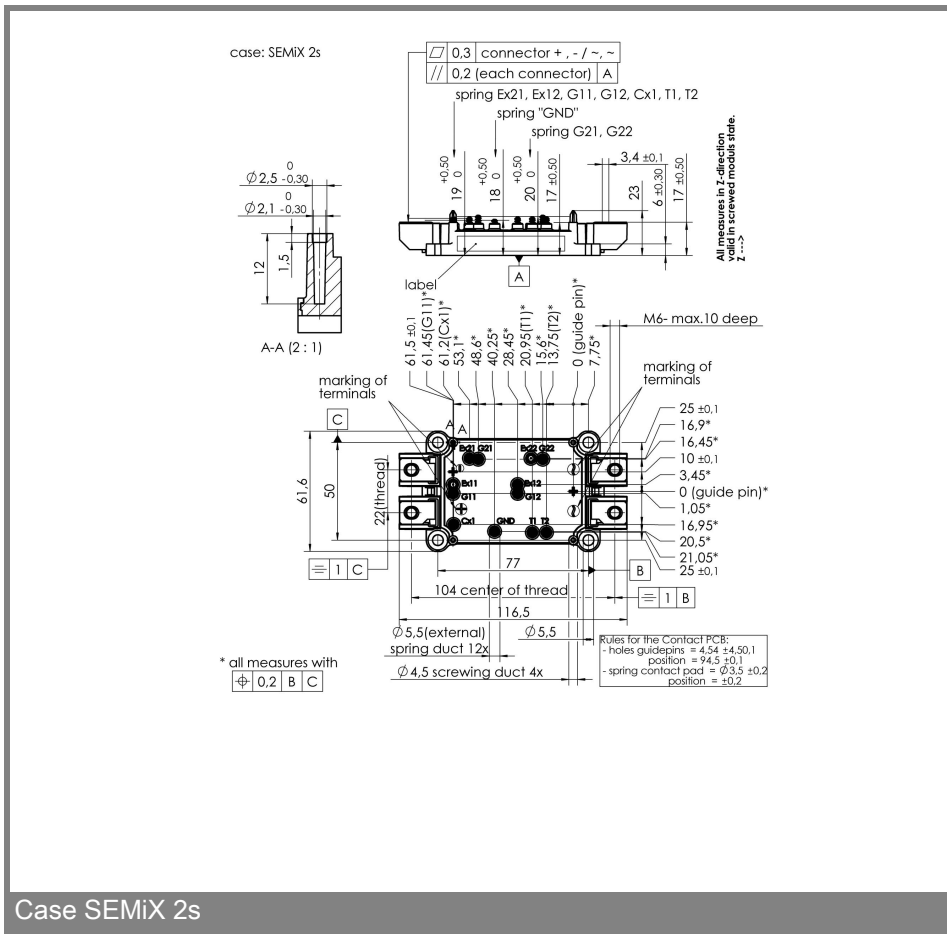 case: SEMiX 2s
0,3 connector + , - / ~, ~
// 0,2 (each connector) A
spring Ex21, Ex12, G11, G12, Cx1, T1, T2
spring "GND"
spring G21, G22
All measures in Z-direction
valid in screwed moduls state.
Z --->
0
Ø 2,5 -0,30
0
Ø 2,1 -0,30
+0,50
19 0
+0,50
18 0
+0,50
20 0
17 ±0,50
3,4 ±0,1
23
6 ±0,30
17 ±0,50
12
1,5
label
A
A-A (2 : 1)
61,5 ±0,1
61,45(G11)*
61,2(Cx1)*
53,1*
48,6*
40,25*
28,45*
20,95(T1)*
15,6*
13,75(T2)*
0 (guide pin)*
7,75*
M6- max.10 deep
marking of
terminals
marking of
terminals
C
A A
Ex21 G21 Ex22 G22
Ex11 Ex12
G11 G12
Cx1 GND T1 T2
25 ±0,1
16,9*
16,45*
10 ±0,1
3,45*
0 (guide pin)*
1,05*
16,95*
20,5*
21,05*
25 ±0,1
61,6
50
22(thread)
1 C
77
B
104 center of thread
1 B
116,5
Ø 5,5(external)
spring duct 12x
Ø 5,5
Ø 4,5 screwing duct 4x
* all measures with
0,2 B C
Rules for the Contact PCB:
- holes guidepins = 4,54 ±4,50,1
position = 94,5 ±0,1
- spring contact pad = Ø3,5 ±0,2
position = ±0,2
Case SEMiX 2s